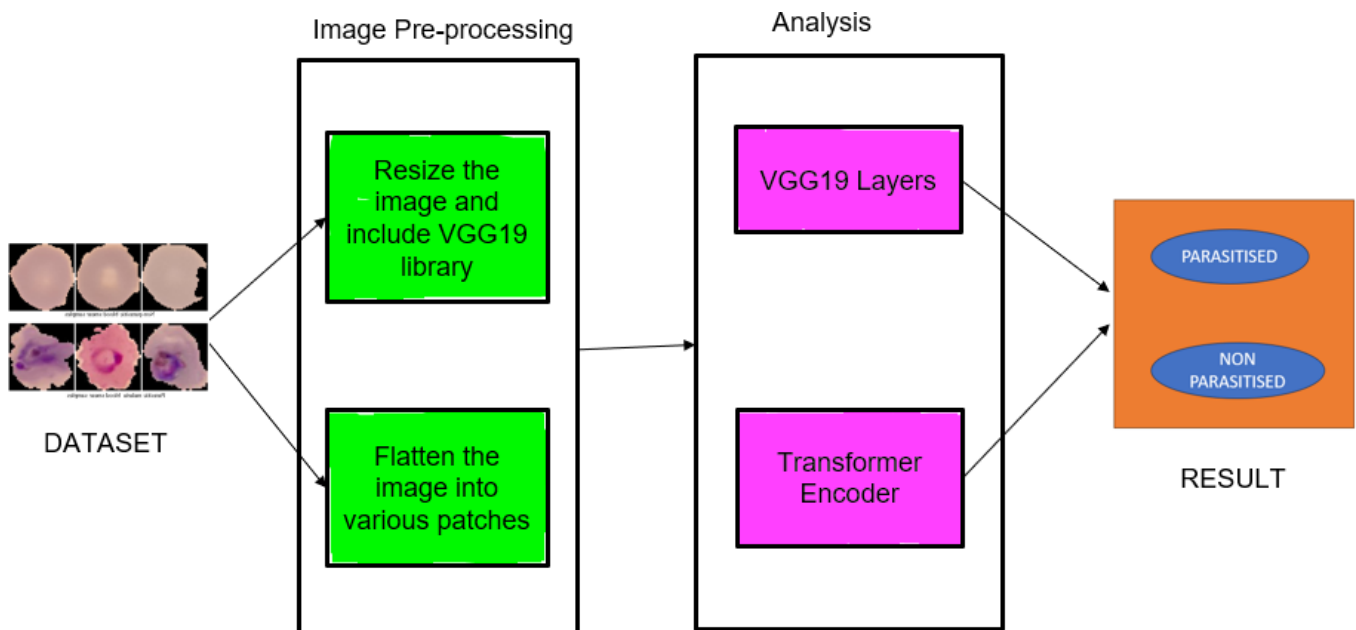 Image Pre-processing
Analysis
Resize the
image and
include VGG19
library
Flatten the
image into
various patches
VGG19 Layers
Transformer
Encoder
PARASITISED
NON
PARASITISED
DATASET
RESULT